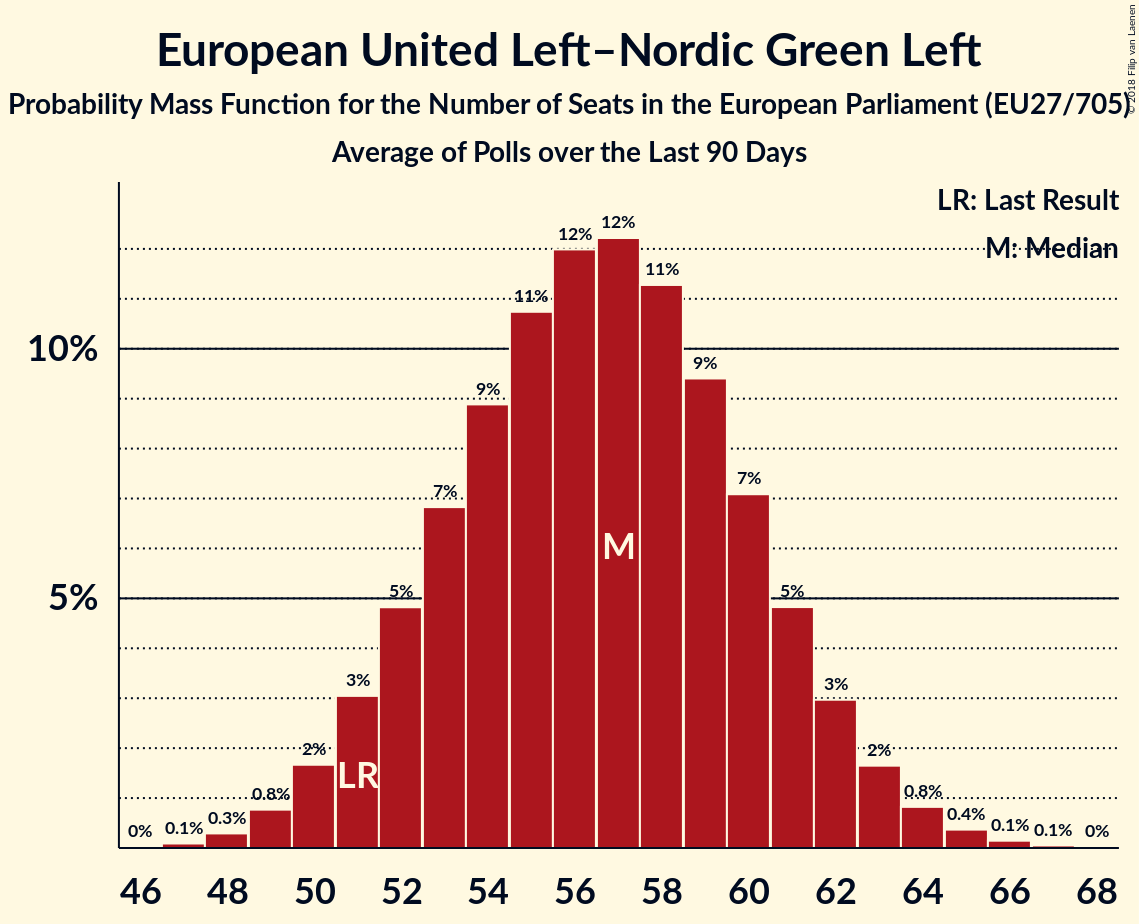 European United Left–Nordic Green Left
Probability Mass Function for the Number of Seats in the European Parliament (EU27/705)
Average of Polls over the Last 90 Days
© 2018 Filip van Laenen
LR: Last Result
M: Median
10%
5%
0%
0.1%
0.3%
0.8%
2%
3%
5%
7%
9%
11%
12%
12%
11%
9%
7%
5%
3%
2%
0.8%
0.4%
0.1%
0.1%
0%
LR
M
46 48 50 52 54 56 58 60 62 64 66 68